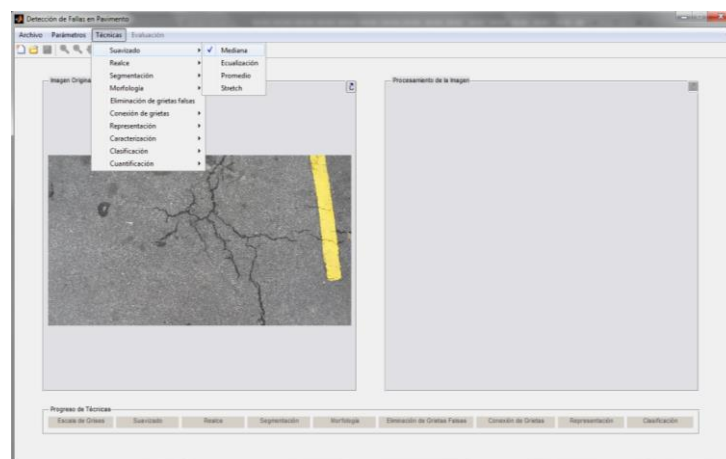 Detección de Fallas en Pavimento
Archivo Parámetros Técnicas Evaluación
Suavizado
Realce
Segmentación
Morfología
Eliminación de grietas falsas
Conexión de grietas
Representación
Caracterización
Clasificación
Cuantificación
✓ Mediana
Ecualización
Promedio
Stretch
Imagen Origina
Procesamiento de la Imagen
Progreso de Técnicas
Escala de Grises Suavizado Realce Segmentación Morfología Eliminación de Grietas Falsas Conexión de Grietas Representación Clasificación